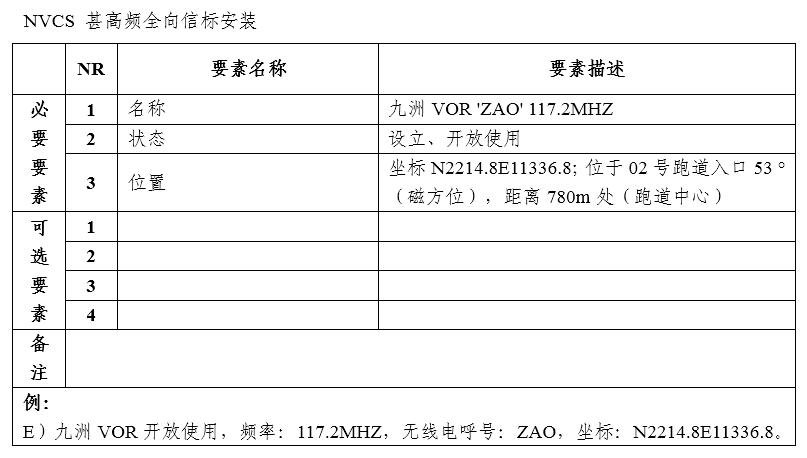 NVCS 甚高频全向信标安装
NR 要素名称 要素描述
必要要素
1 名称 九洲 VOR 'ZAO' 117.2MHZ
2 状态 设立、开放使用
3 位置 坐标 N2214.8E11336.8; 位于 02 号跑道入口 53°
（磁方位），距离 780m 处（跑道中心）
可选要素
1
2
3
4
备注
例：
E）九洲 VOR 开放使用，频率：117.2MHZ，无线电呼号：ZAO，坐标：N2214.8E11336.8。